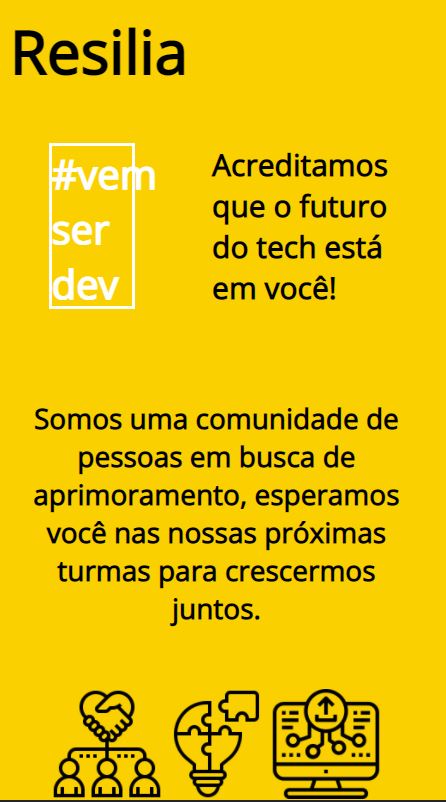 Resilia
#vem
ser
dev
Acreditamos
que o futuro
do tech está
em você!
Somos uma comunidade de
pessoas em busca de
aprimoramento, esperamos
você nas nossas próximas
turmas para crescermos
juntos.